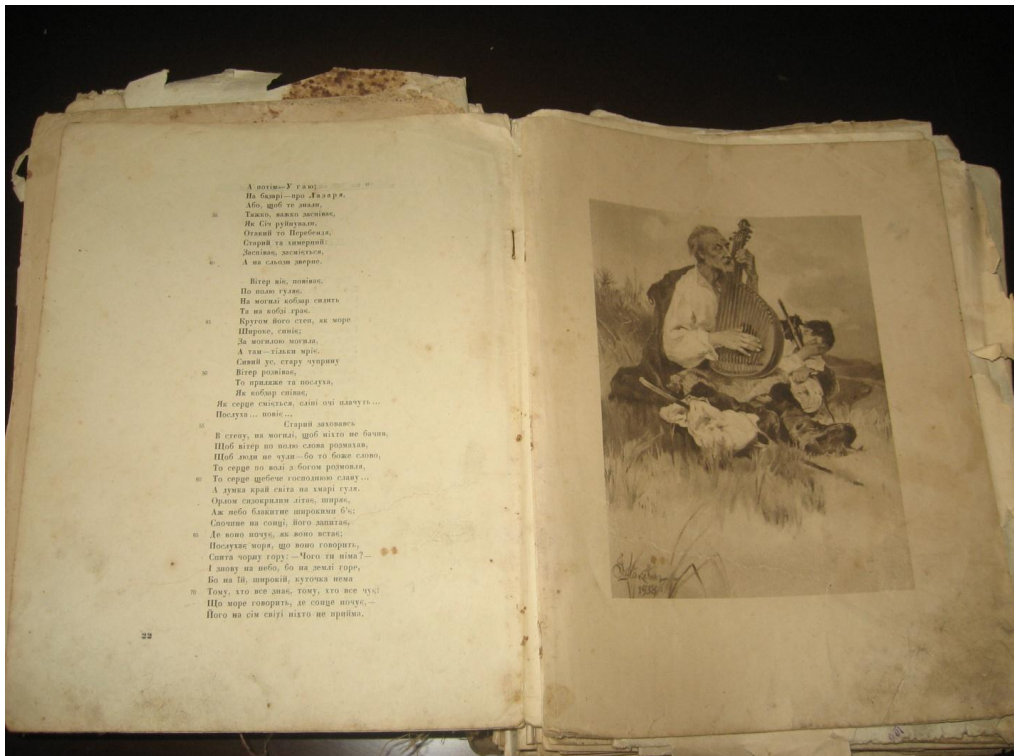 А потім—У гаю;
На базарі—про Лазаря,
Або, щоб те знали,
Тяжко, важко заспіває,
Як Січ руйнували.
Отакий то Перебендя,
Старий та химерний:
Заспіває, засміється,
А на сльози зверне.
Вітер віє, повіває,
По полю гуляє.
На могилі кобзар сидить
Та на кобзі грає.
Кругом його степ, як море
Широке, синіє;
За могилою могила,
А там—тільки мріє.
Сивий ус, стару чуприну
Вітер розвіває,
То приляже та послуха,
Як кобзар співає,
Як серце сміється, сліпі очі плачуть...
Послуха... повіє...
Старий заховавсь
В степу, на могилі, щоб ніхто не бачив,
Щоб вітер по полю слова розмахав,
Щоб люди не чули—бо то боже слово,
То серце по волі з богом розмовля,
60 То серце щебече господнюю славу...
А думка край світа на хмарі гуля.
Орлом сизокрилим літає, ширяє,
Аж небо блакитне широкими б'є;
Спочине на сонці, його запитає,
65 Де воно ночує, як воно встає;
Послухає моря, що воно говорить,
Спита чорну гору:—Чого ти німа?—
І знову на небо, бо на землі горе,
Бо на їй, широкій, куточка нема
70 Тому, хто все знає, тому, хто все чує:
Що море говорить, де сонце ночує,—
Його на сім світі ніхто не прийма,
22
1938